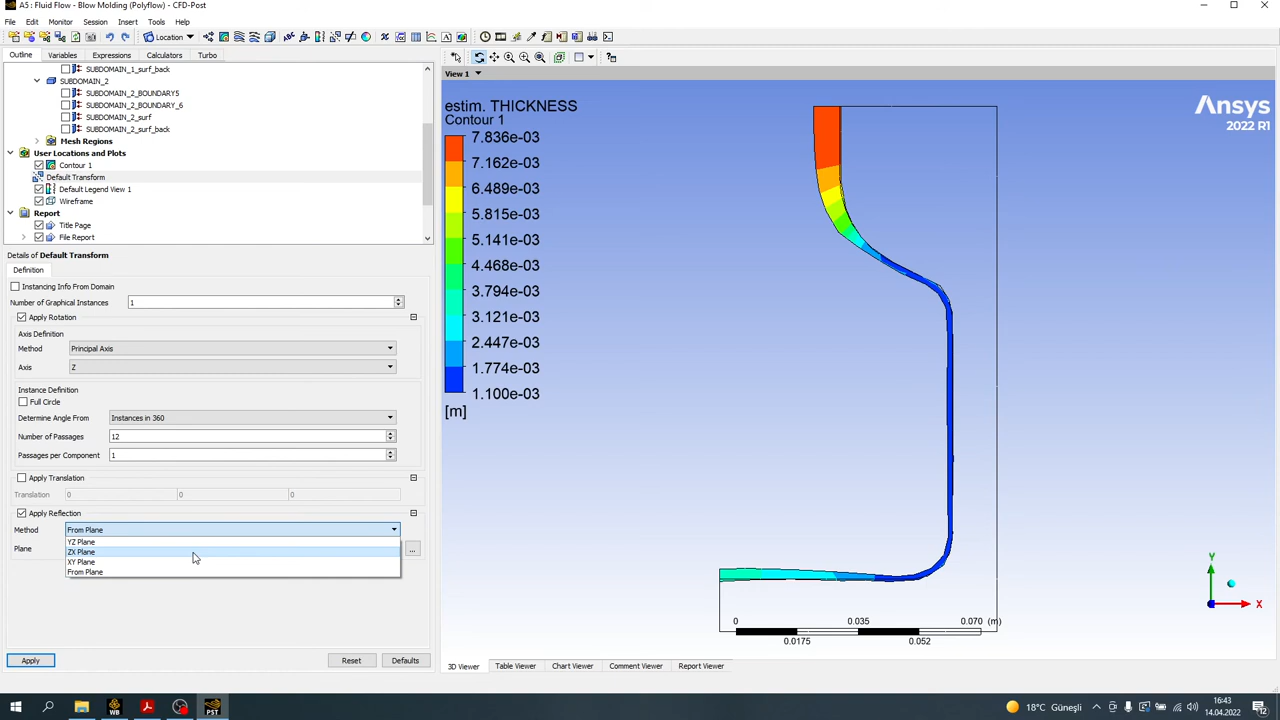 A5 : Fluid Flow - Blow Molding (Polyflow) - CFD-Post
File Edit Monitor Session Insert Tools Help
Location
Outline Variables Expressions Calculators Turbo
SUBDOMAIN_1_surf_back
SUBDOMAIN_2
SUBDOMAIN_2_BOUNDARY5
SUBDOMAIN_2_BOUNDARY_6
SUBDOMAIN_2_surf
SUBDOMAIN_2_surf_back
Mesh Regions
User Locations and Plots
Contour 1
Default Transform
Default Legend View 1
Wireframe
Report
Title Page
File Report
Details of Default Transform
Definition
Instancing Info From Domain
Number of Graphical Instances 1
Apply Rotation
Axis Definition
Method Principal Axis
Axis Z
Instance Definition
Full Circle
Determine Angle From Instances in 360
Number of Passages 12
Passages per Component 1
Apply Translation
Translation 0 0 0
Apply Reflection
Method From Plane
YZ Plane
Plane ...
ZX Plane
XY Plane
From Plane
Apply Reset Defaults
View 1
estim. THICKNESS
Contour 1
7.836e-03
7.162e-03
6.489e-03
5.815e-03
5.141e-03
4.468e-03
3.794e-03
3.121e-03
2.447e-03
1.774e-03
1.100e-03
[m]
Ansys
2022 R1
Y
X
0 0.035 0.070 (m)
0.0175 0.052
3D Viewer Table Viewer Chart Viewer Comment Viewer Report Viewer
WB PST
18°C Güneşli
16:43
14.04.2022